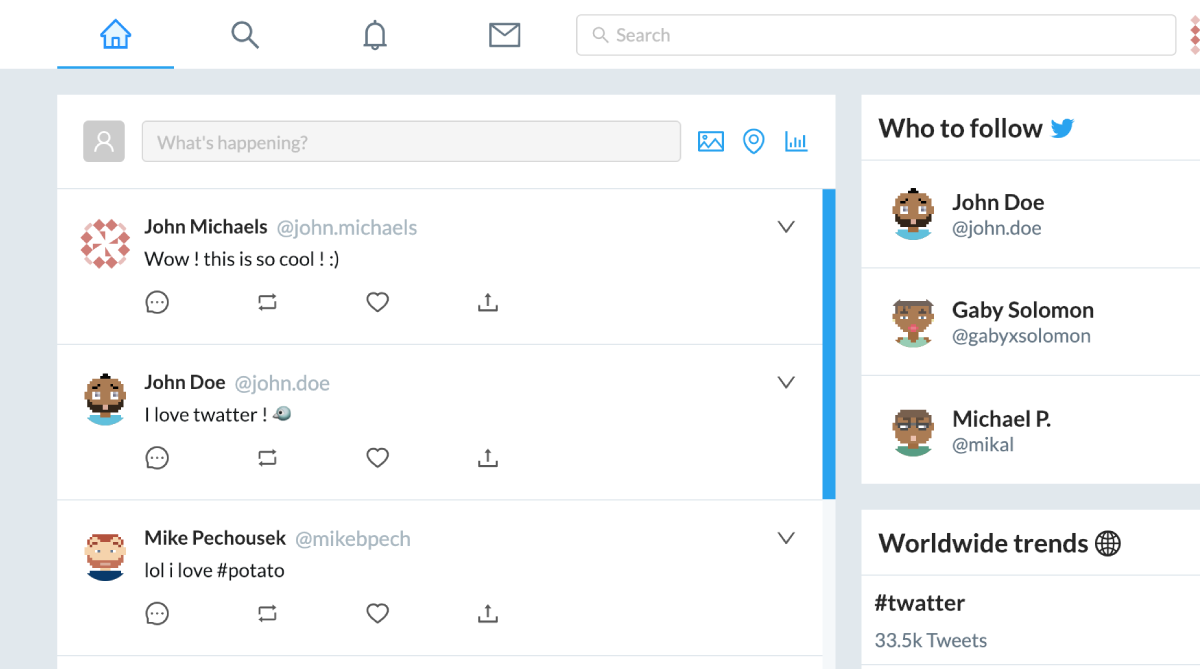 Search
What's happening?
John Michaels @john.michaels
Wow ! this is so cool ! :)
John Doe @john.doe
I love twatter !
Mike Pechousek @mikebpech
lol i love #potato
Who to follow
John Doe
@john.doe
Gaby Solomon
@gabyxsolomon
Michael P.
@mikal
Worldwide trends
#twatter
33.5k Tweets